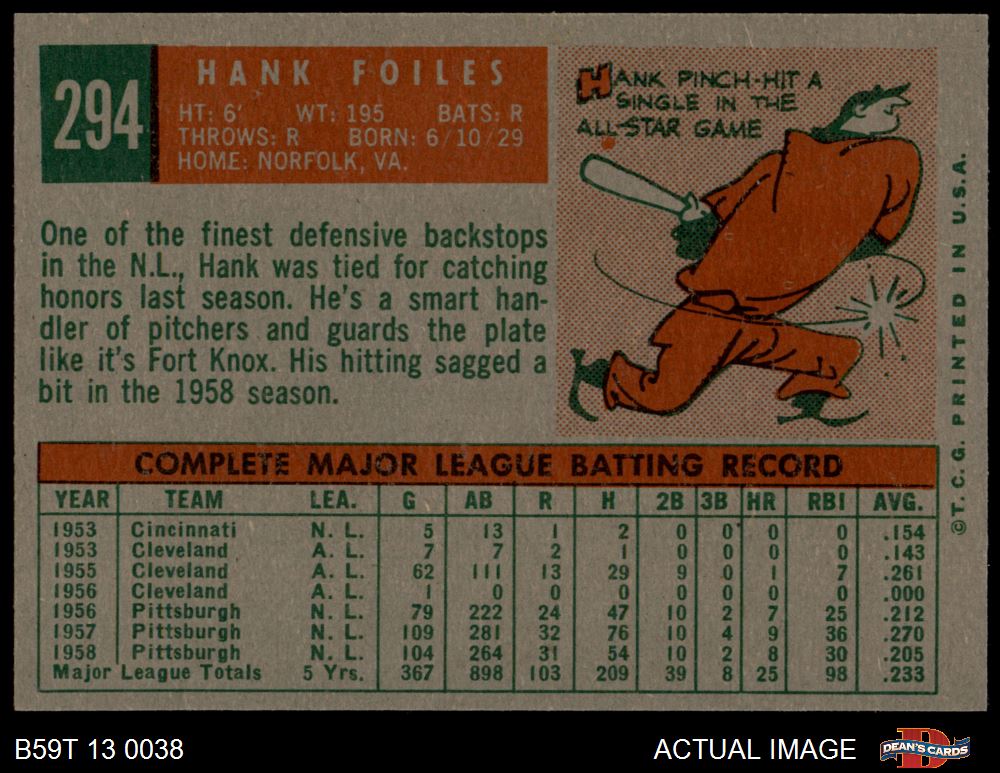 294
HANK FOILES
HT: 6' WT: 195 BATS: R
THROWS: R BORN: 6/10/29
HOME: NORFOLK, VA.
HANK PINCH-HIT A
SINGLE IN THE
ALL-STAR GAME
One of the finest defensive backstops
in the N.L., Hank was tied for catching
honors last season. He's a smart han-
dler of pitchers and guards the plate
like it's Fort Knox. His hitting sagged a
bit in the 1958 season.
COMPLETE MAJOR LEAGUE BATTING RECORD
YEAR TEAM LEA. G AB R H 2B 3B HR RBI AVG.
1953 Cincinnati N. L. 5 13 1 2 0 0 0 0 .154
1953 Cleveland A. L. 7 7 2 1 0 0 0 0 .143
1955 Cleveland A. L. 62 111 13 29 9 0 1 7 .261
1956 Cleveland A. L. 1 0 0 0 0 0 0 0 .000
1956 Pittsburgh N. L. 79 222 24 47 10 2 7 25 .212
1957 Pittsburgh N. L. 109 281 32 76 10 4 9 36 .270
1958 Pittsburgh N. L. 104 264 31 54 10 2 8 30 .205
Major League Totals 5 Yrs. 367 898 103 209 39 8 25 98 .233
©T. C. G. PRINTED IN U.S.A.
B59T 13 0038
ACTUAL IMAGE
DEAN'S CARDS